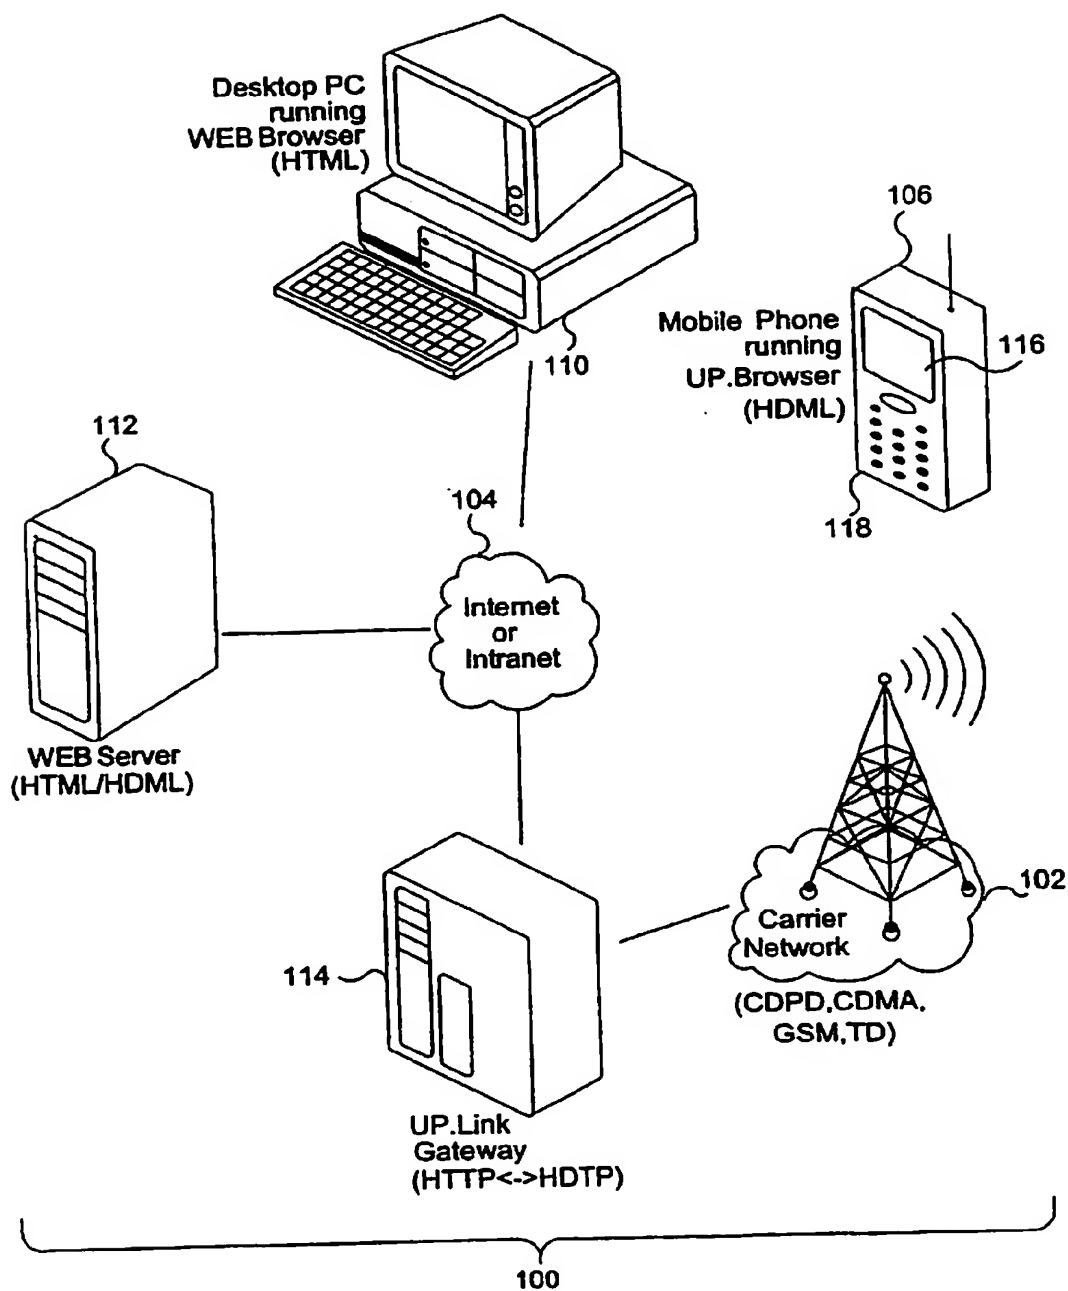 Desktop PC
running
WEB Browser
(HTML)
110
106
Mobile Phone
running
UP.Browser
(HDML)
116
118
112
104
Internet
or
Intranet
WEB Server
(HTML/HDML)
102
Carrier
Network
(CDPD,CDMA,
GSM,TD)
114
UP.Link
Gateway
(HTTP<->HDTP)
100